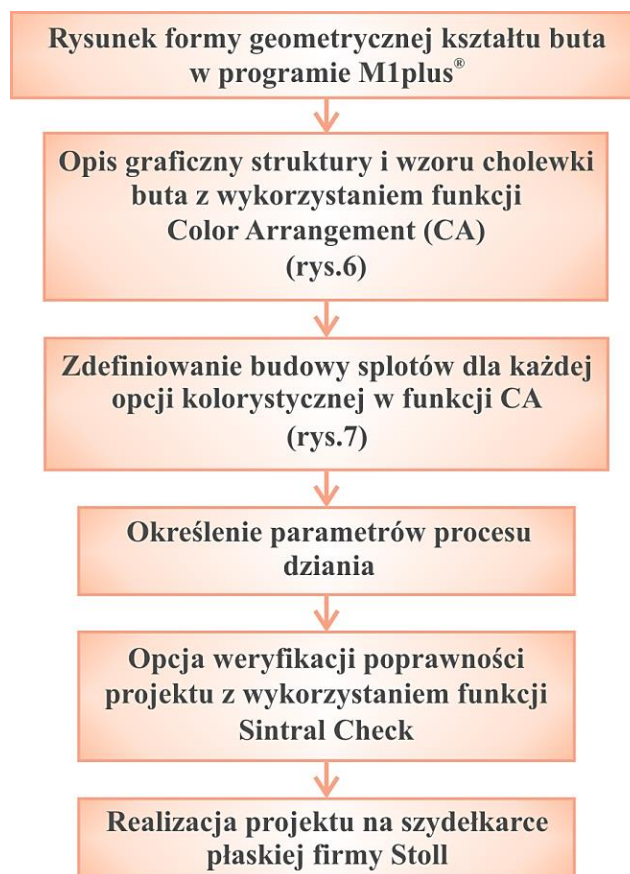 Rysunek formy geometrycznej kształtu buta
w programie M1plus®
Opis graficzny struktury i wzoru cholewki
buta z wykorzystaniem funkcji
Color Arrangement (CA)
(rys.6)
Zdefiniowanie budowy splotów dla każdej
opcji kolorystycznej w funkcji CA
(rys.7)
Określenie parametrów procesu
dziania
Opcja weryfikacji poprawności
projektu z wykorzystaniem funkcji
Sintral Check
Realizacja projektu na szydełkarce
płaskiej firmy Stoll